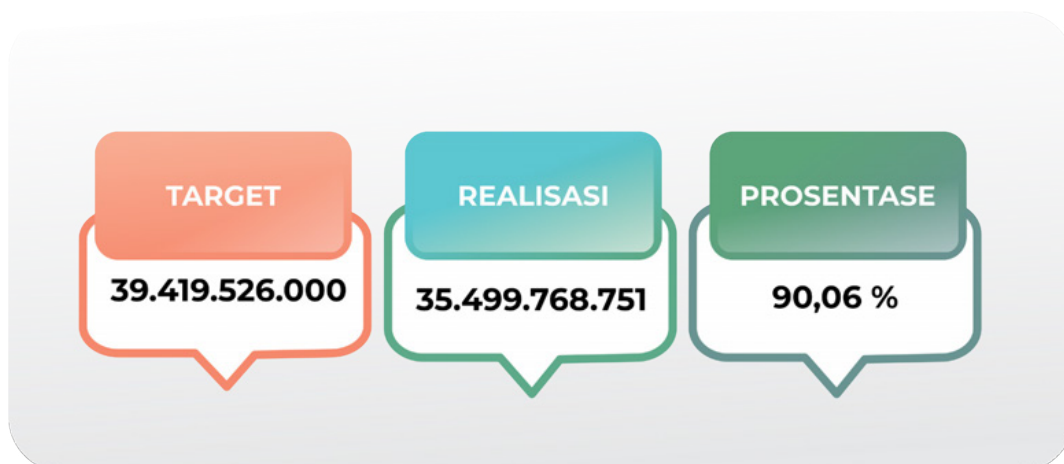 TARGET
39.419.526.000
REALISASI
35.499.768.751
PROSENTASE
90,06 %